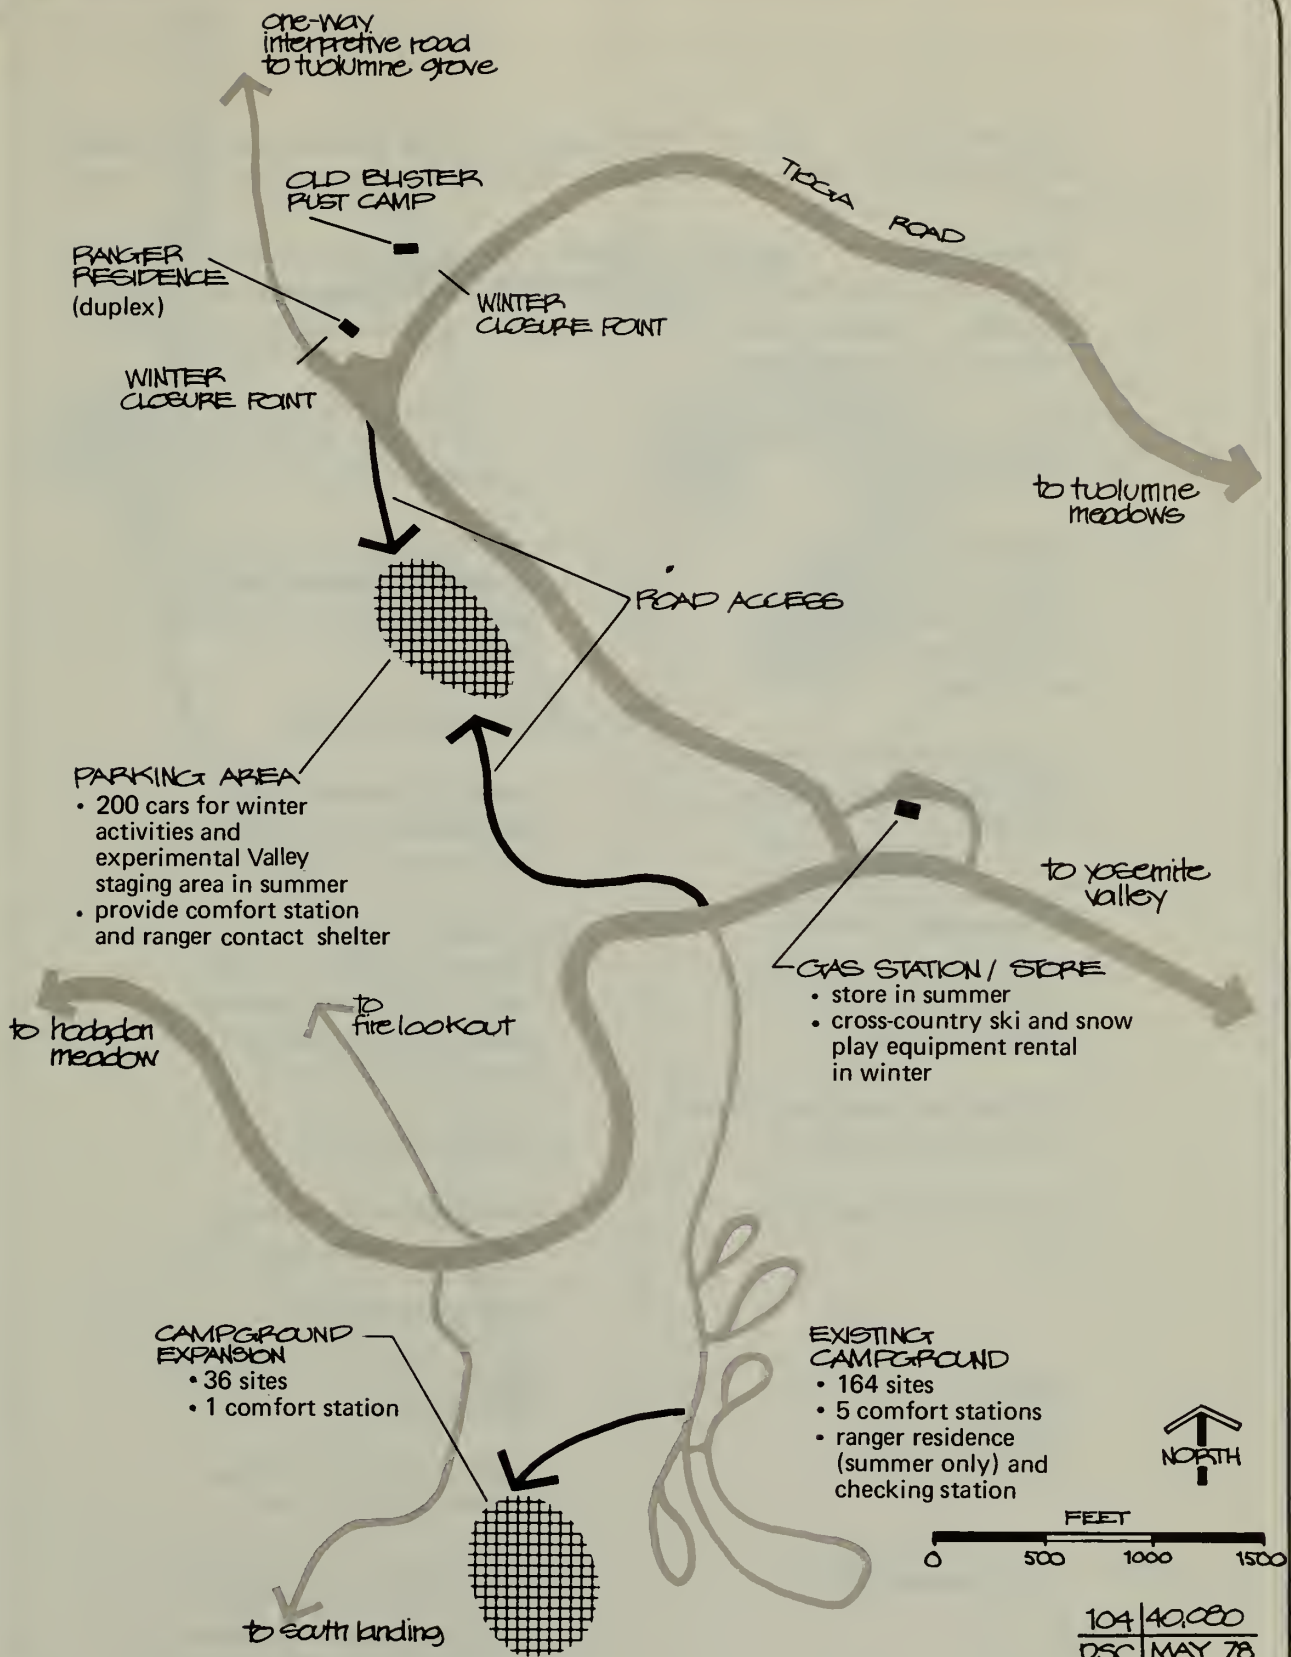 one-way
interpretive road
to tuolumne grove
OLD BLISTER
RUST CAMP
TIOGA ROAD
RANGER
RESIDENCE
(duplex)
WINTER
CLOSURE POINT
WINTER
CLOSURE POINT
to tuolumne
meadows
ROAD ACCESS
PARKING AREA
• 200 cars for winter
activities and
experimental Valley
staging area in summer
• provide comfort station
and ranger contact shelter
to yosemite
valley
GAS STATION / STORE
• store in summer
• cross-country ski and snow
play equipment rental
in winter
to hodgdon
meadow
to
fire lookout
CAMPGROUND
EXPANSION
• 36 sites
• 1 comfort station
EXISTING
CAMPGROUND
• 164 sites
• 5 comfort stations
• ranger residence
(summer only) and
checking station
NORTH
FEET
0 500 1000 1500
to south landing
104 | 40,080
DSC | MAY 78